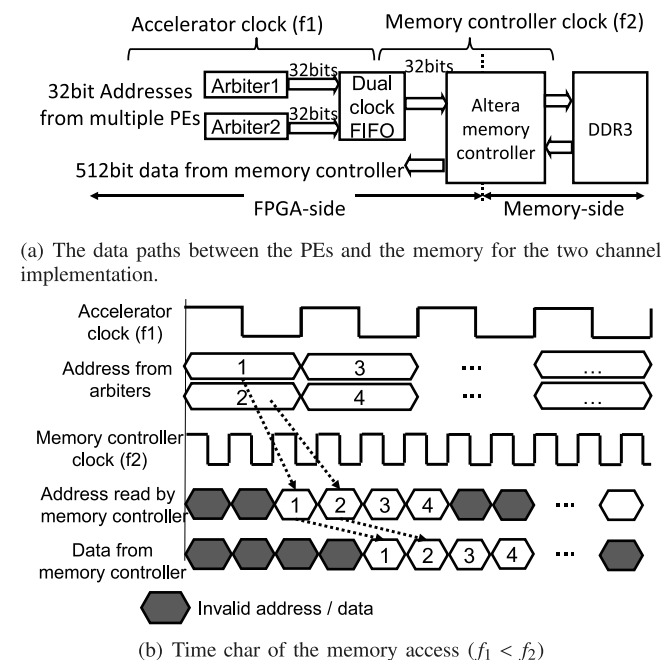 Accelerator clock (f1)
Memory controller clock (f2)
32bits
32bits
32bit Addresses
from multiple PEs
Arbiter1
Arbiter2
32bits
Dual
clock
FIFO
Altera
memory
controller
DDR3
512bit data from memory controller
FPGA-side
Memory-side
(a) The data paths between the PEs and the memory for the two channel
implementation.
Accelerator
clock (f1)
Address from
arbiters
1
3
...
...
2
4
...
...
Memory controller
clock (f2)
Address read by
memory controller
1 2 3 4 ...
Data from
memory controller
1 2 3 4 ...
Invalid address / data
(b) Time char of the memory access (f1 < f2)